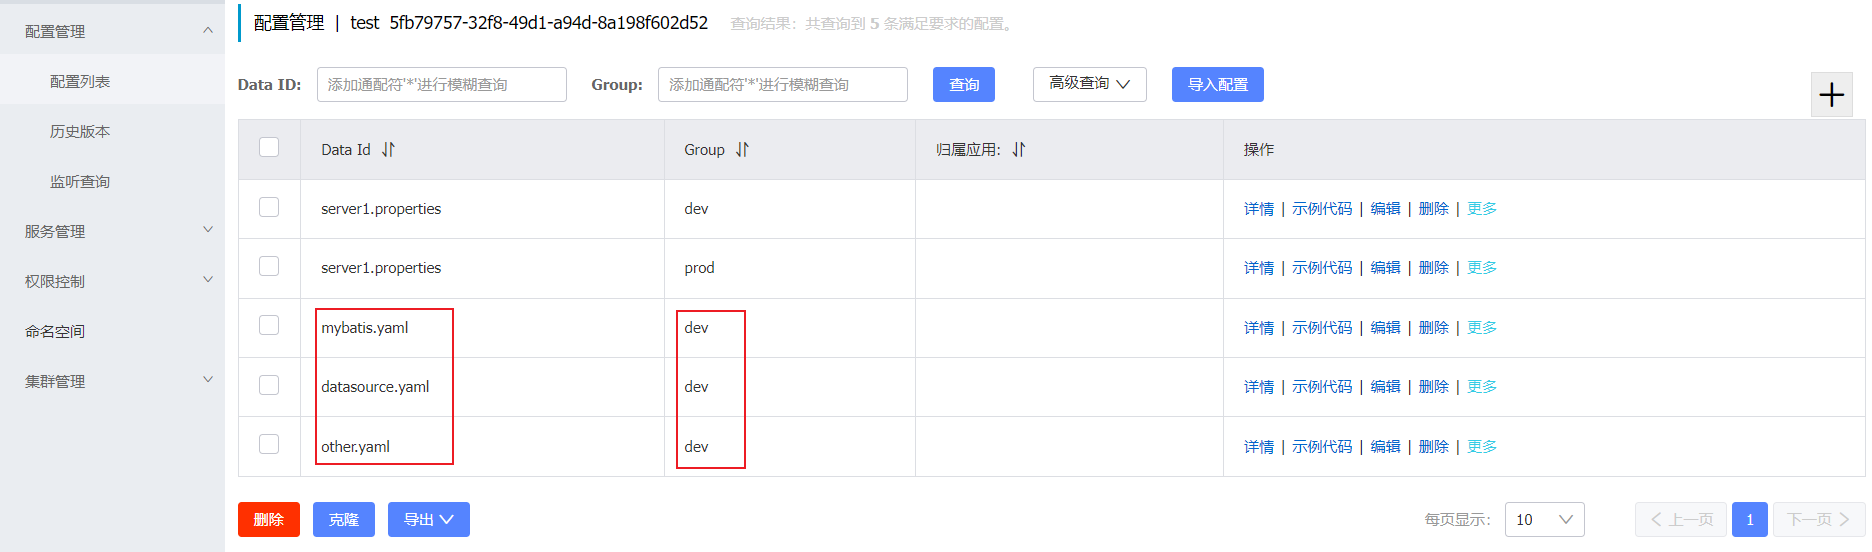 配置管理
配置列表
历史版本
监听查询
服务管理
权限控制
命名空间
集群管理
配置管理 | test 5fb79757-32f8-49d1-a94d-8a198f602d52 查询结果：共查询到 5 条满足要求的配置。
Data ID: 添加通配符'*'进行模糊查询 Group: 添加通配符'*'进行模糊查询 查询 高级查询 导入配置
Data Id Group 归属应用: 操作
server1.properties dev 详情 | 示例代码 | 编辑 | 删除 | 更多
server1.properties prod 详情 | 示例代码 | 编辑 | 删除 | 更多
mybatis.yaml dev 详情 | 示例代码 | 编辑 | 删除 | 更多
datasource.yaml dev 详情 | 示例代码 | 编辑 | 删除 | 更多
other.yaml dev 详情 | 示例代码 | 编辑 | 删除 | 更多
删除 克隆 导出 每页显示: 10 上一页 1 下一页